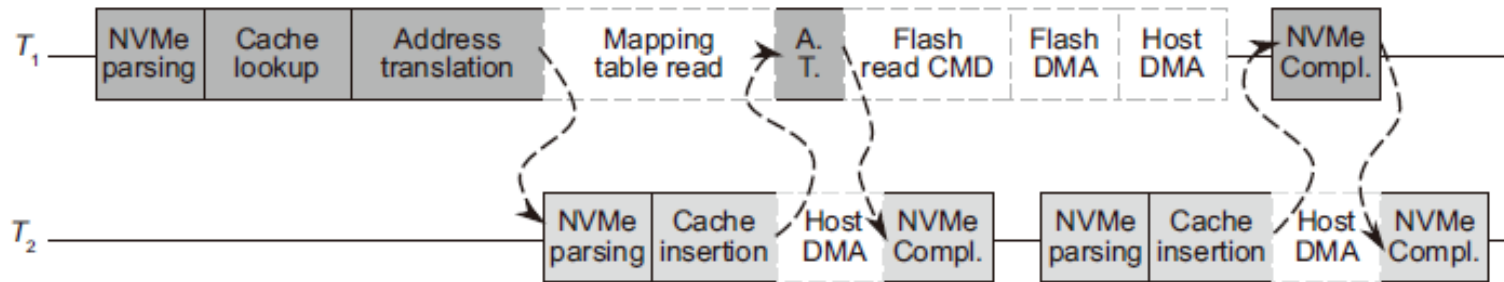 T1
NVMe
parsing
Cache
lookup
Address
translation
Mapping
table read
A.
T.
Flash
read CMD
Flash
DMA
Host
DMA
NVMe
Compl.
T2
NVMe
parsing
Cache
insertion
Host
DMA
NVMe
Compl.
NVMe
parsing
Cache
insertion
Host
DMA
NVMe
Compl.